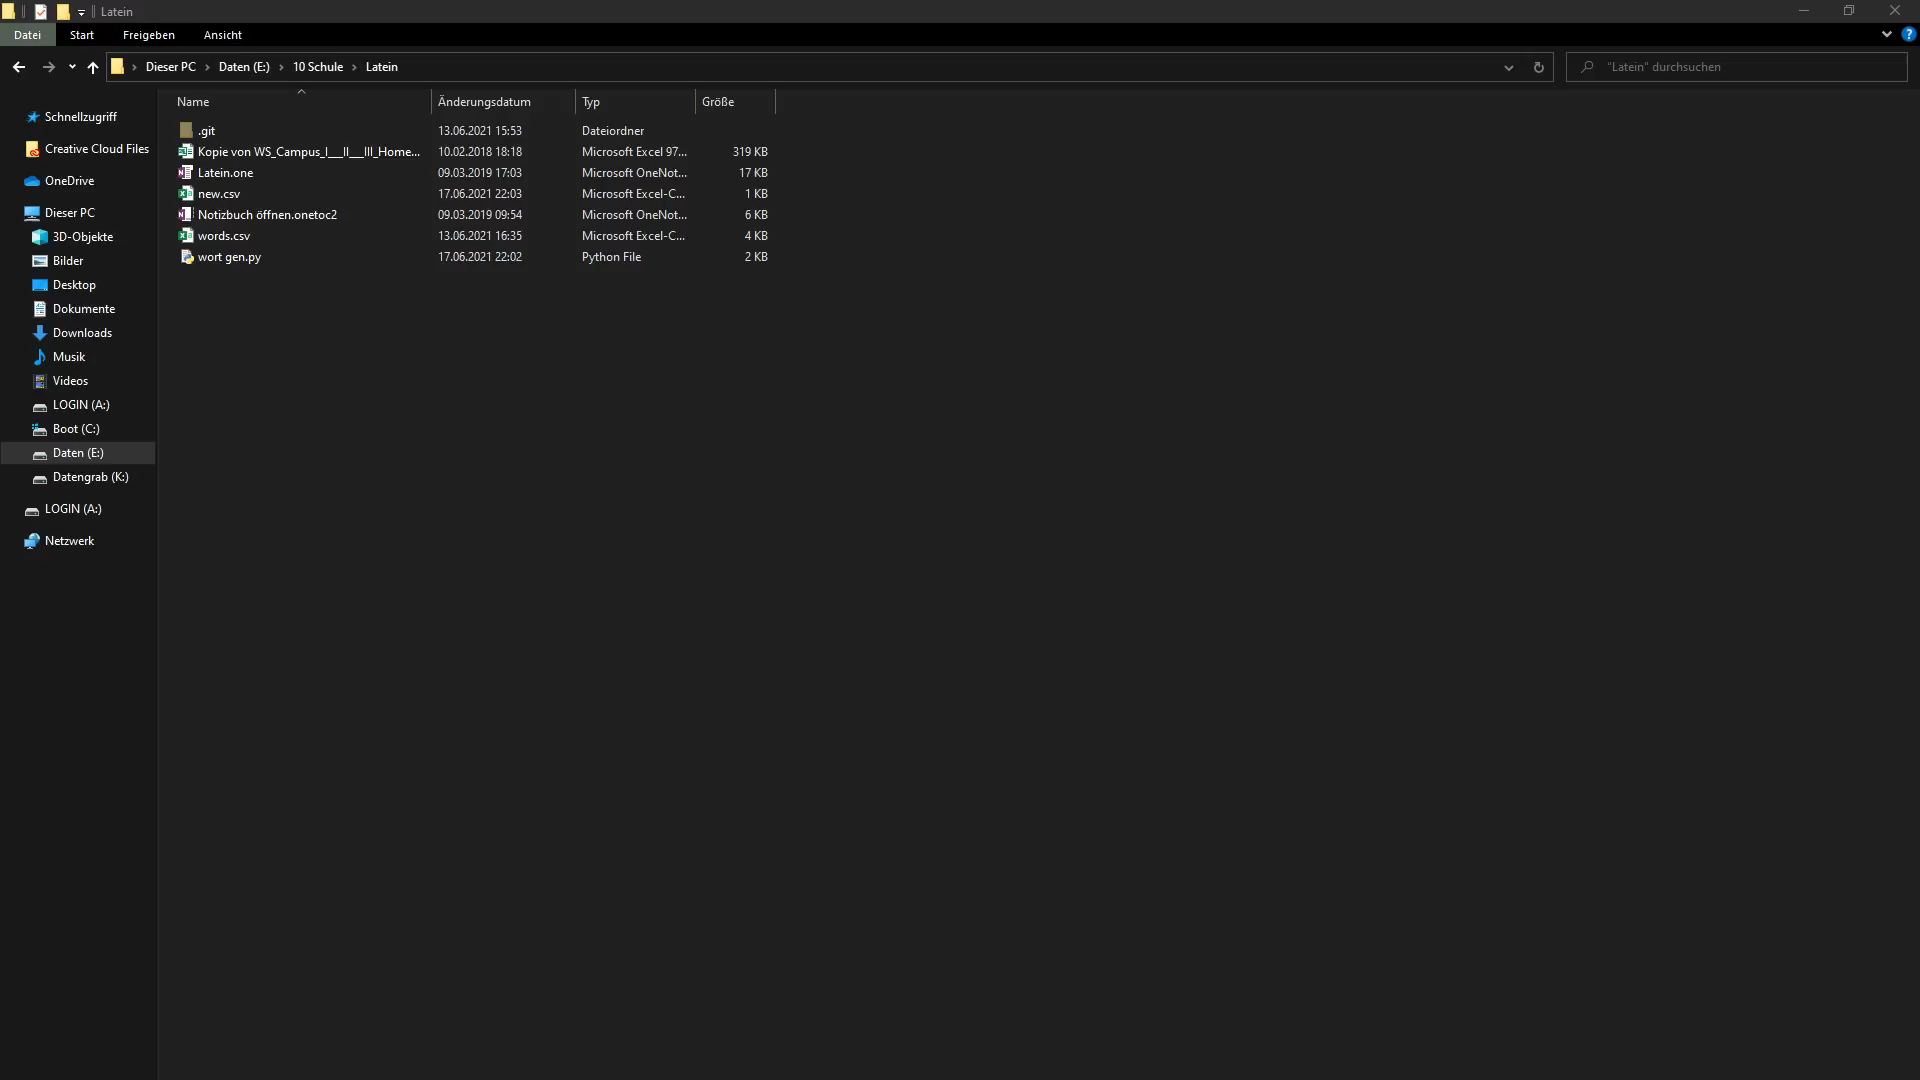 Latein
Datei Start Freigeben Ansicht
Dieser PC Daten (E:) 10 Schule Latein "Latein" durchsuchen
Name Änderungsdatum Typ Größe
.git 13.06.2021 15:53 Dateiordner
Kopie von WS_Campus_I__II__III_Home... 10.02.2018 18:18 Microsoft Excel 97... 319 KB
Latein.one 09.03.2019 17:03 Microsoft OneNot... 17 KB
new.csv 17.06.2021 22:03 Microsoft Excel-C... 1 KB
Notizbuch öffnen.onetoc2 09.03.2019 09:54 Microsoft OneNot... 6 KB
words.csv 13.06.2021 16:35 Microsoft Excel-C... 4 KB
wort gen.py 17.06.2021 22:02 Python File 2 KB
Schnellzugriff
Creative Cloud Files
OneDrive
Dieser PC
3D-Objekte
Bilder
Desktop
Dokumente
Downloads
Musik
Videos
LOGIN (A:)
Boot (C:)
Daten (E:)
Datengrab (K:)
LOGIN (A:)
Netzwerk